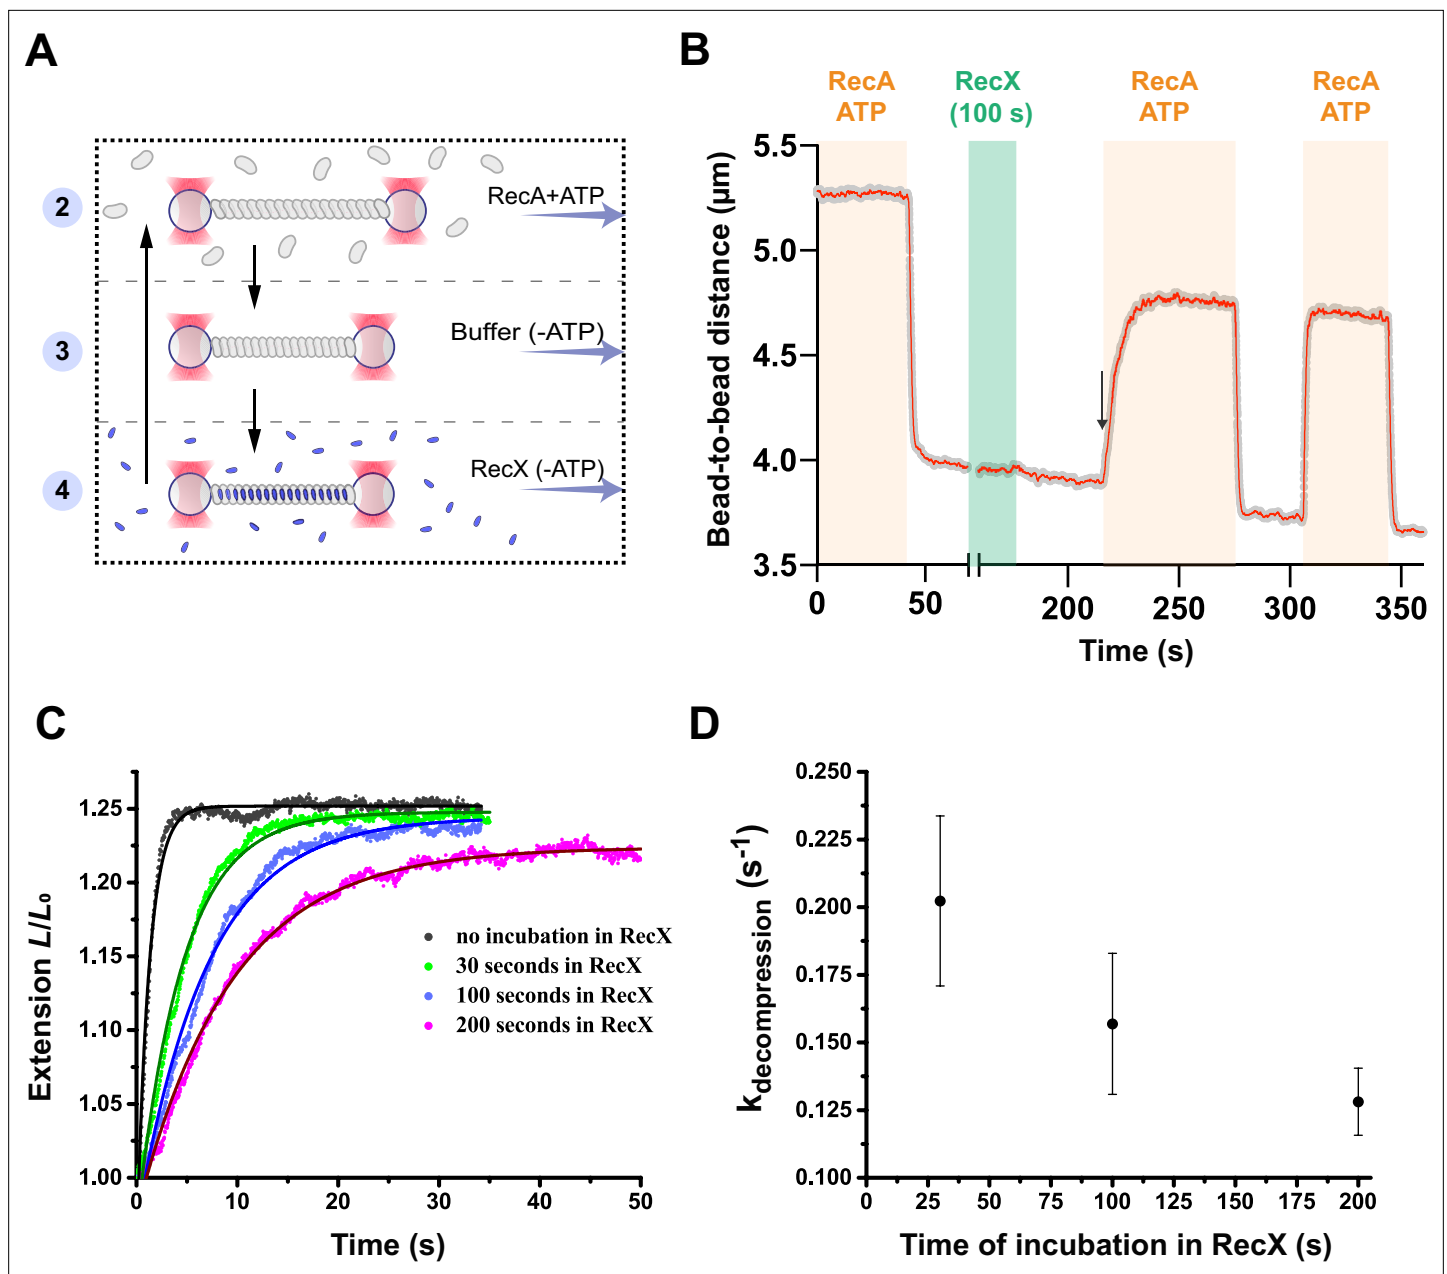 A
2
RecA+ATP
3
Buffer (-ATP)
4
RecX (-ATP)
B
RecA
ATP
RecX
(100 s)
RecA
ATP
RecA
ATP
Bead-to-bead distance (µm)
5.5
5.0
4.5
4.0
3.5
0 50 200 250 300 350
Time (s)
C
Extension L/L₀
1.25
1.20
1.15
1.10
1.05
1.00
no incubation in RecX
30 seconds in RecX
100 seconds in RecX
200 seconds in RecX
0 10 20 30 40 50
Time (s)
D
k_decompression (s⁻¹)
0.250
0.225
0.200
0.175
0.150
0.125
0.100
0 25 50 75 100 125 150 175 200
Time of incubation in RecX (s)